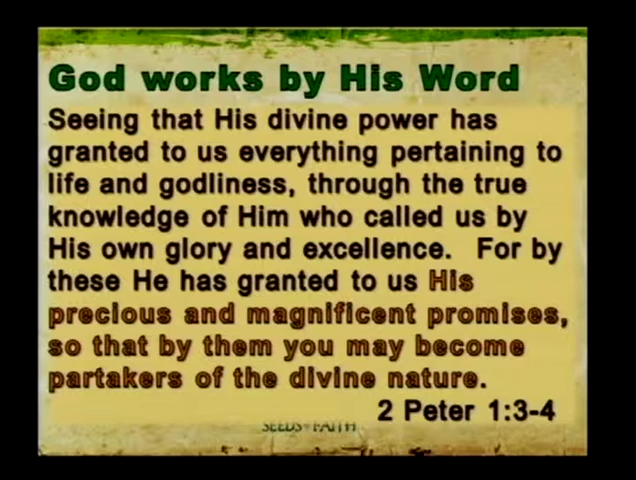 God works by His Word
Seeing that His divine power has
granted to us everything pertaining to
life and godliness, through the true
knowledge of Him who called us by
His own glory and excellence. For by
these He has granted to us His
precious and magnificent promises,
so that by them you may become
partakers of the divine nature.
2 Peter 1:3-4
SEEDS OF FAITH